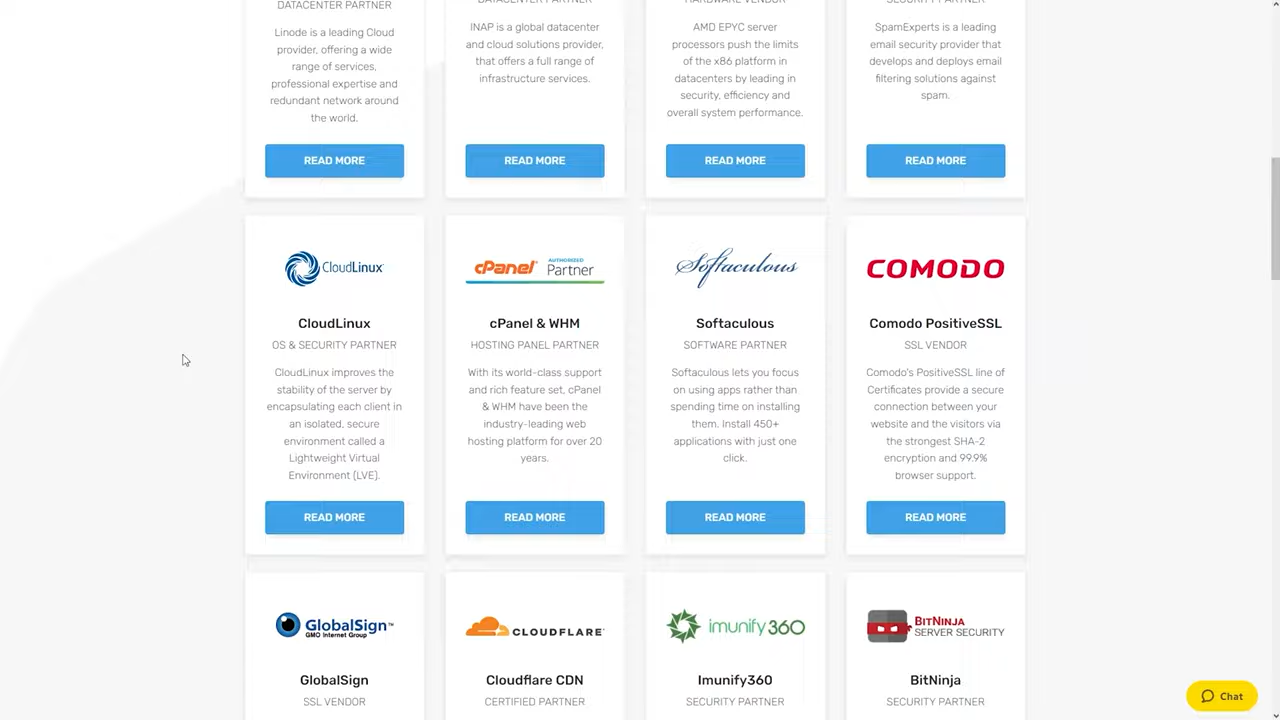 DATACENTER PARTNER
Linode is a leading Cloud
provider, offering a wide
range of services,
professional expertise and
redundant network around
the world.
READ MORE
DATACENTER PARTNER
INAP is a global datacenter
and cloud solutions provider,
that offers a full range of
infrastructure services.
READ MORE
HARDWARE VENDOR
AMD EPYC server
processors push the limits
of the x86 platform in
datacenters by leading in
security, efficiency and
overall system performance.
READ MORE
SECURITY PARTNER
SpamExperts is a leading
email security provider that
develops and deploys email
filtering solutions against
spam.
READ MORE
CloudLinux
CloudLinux
OS & SECURITY PARTNER
CloudLinux improves the
stability of the server by
encapsulating each client in
an isolated, secure
environment called a
Lightweight Virtual
Environment (LVE).
READ MORE
cPanel AUTHORIZED
Partner
cPanel & WHM
HOSTING PANEL PARTNER
With its world-class support
and rich feature set, cPanel
& WHM have been the
industry-leading web
hosting platform for over 20
years.
READ MORE
Softaculous
Softaculous
SOFTWARE PARTNER
Softaculous lets you focus
on using apps rather than
spending time on installing
them. Install 450+
applications with just one
click.
READ MORE
COMODO
Comodo PositiveSSL
SSL VENDOR
Comodo's PositiveSSL line of
Certificates provide a secure
connection between your
website and the visitors via
the strongest SHA-2
encryption and 99.9%
browser support.
READ MORE
GlobalSign
GMO Internet Group
GlobalSign
SSL VENDOR
CLOUDFLARE
Cloudflare CDN
CERTIFIED PARTNER
imunify360
Imunify360
SECURITY PARTNER
BITNINJA
SERVER SECURITY
BitNinja
SECURITY PARTNER
Chat